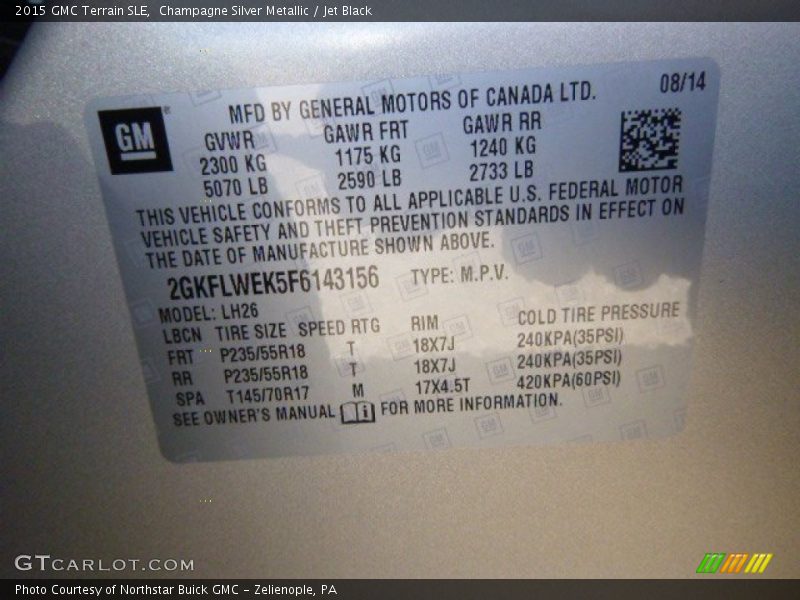 2015 GMC Terrain SLE, Champagne Silver Metallic / Jet Black
GM
MFD BY GENERAL MOTORS OF CANADA LTD. 08/14
GVWR GAWR FRT GAWR RR
2300 KG 1175 KG 1240 KG
5070 LB 2590 LB 2733 LB
THIS VEHICLE CONFORMS TO ALL APPLICABLE U.S. FEDERAL MOTOR
VEHICLE SAFETY AND THEFT PREVENTION STANDARDS IN EFFECT ON
THE DATE OF MANUFACTURE SHOWN ABOVE.
2GKFLWEK5F6143156 TYPE: M.P.V.
MODEL: LH26
LBCN TIRE SIZE SPEED RTG RIM COLD TIRE PRESSURE
FRT P235/55R18 T 18X7J 240KPA(35PSI)
RR P235/55R18 T 18X7J 240KPA(35PSI)
SPA T145/70R17 M 17X4.5T 420KPA(60PSI)
SEE OWNER'S MANUAL FOR MORE INFORMATION.
GTCARLOT.COM
Photo Courtesy of Northstar Buick GMC - Zelienople, PA